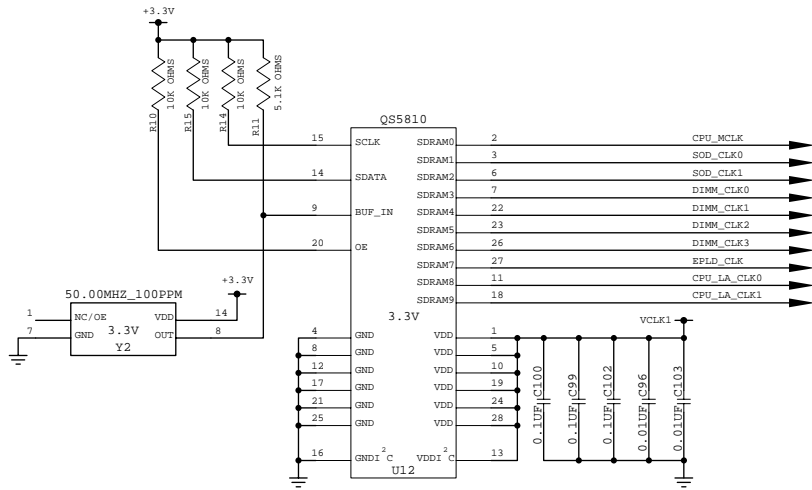 +3.3V
R10 10K OHMS
R15 10K OHMS
R14 10K OHMS
R11 5.1K OHMS
QS5810
15 SCLK SDRAM0 2 CPU_MCLK
SDRAM1 3 SOD_CLK0
14 SDATA SDRAM2 6 SOD_CLK1
SDRAM3 7 DIMM_CLK0
9 BUF_IN SDRAM4 22 DIMM_CLK1
SDRAM5 23 DIMM_CLK2
20 OE SDRAM6 26 DIMM_CLK3
SDRAM7 27 EPLD_CLK
SDRAM8 11 CPU_LA_CLK0
SDRAM9 18 CPU_LA_CLK1
+3.3V
50.00MHZ_100PPM
1 NC/OE VDD 14
7 GND 3.3V OUT 8
Y2
3.3V
VCLK1
4 GND VDD 1
8 GND VDD 5
12 GND VDD 10
17 GND VDD 19
21 GND VDD 24
25 GND VDD 28
16 GNDI²C VDDI²C 13
U12
0.1UF C100
0.1UF C99
0.1UF C102
0.01UF C96
0.01UF C103